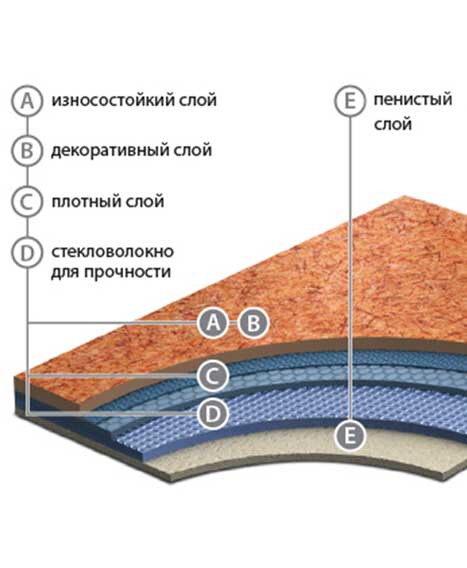 A износостойкий слой
B декоративный слой
C плотный слой
D стекловолокно
для прочности
E пенистый
слой
A B
C
D
E